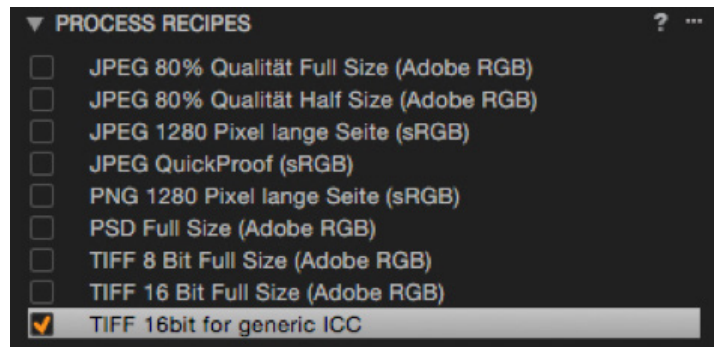 PROCESS RECIPES ? ...
JPEG 80% Qualität Full Size (Adobe RGB)
JPEG 80% Qualität Half Size (Adobe RGB)
JPEG 1280 Pixel lange Seite (sRGB)
JPEG QuickProof (sRGB)
PNG 1280 Pixel lange Seite (sRGB)
PSD Full Size (Adobe RGB)
TIFF 8 Bit Full Size (Adobe RGB)
TIFF 16 Bit Full Size (Adobe RGB)
TIFF 16bit for generic ICC